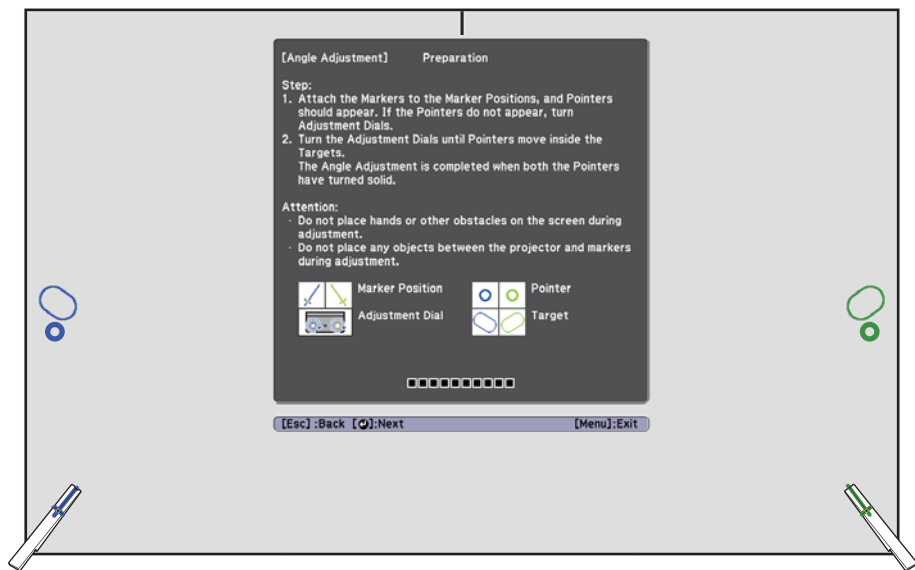 [Angle Adjustment] Preparation
Step:
1. Attach the Markers to the Marker Positions, and Pointers
should appear. If the Pointers do not appear, turn
Adjustment Dials.
2. Turn the Adjustment Dials until Pointers move inside the
Targets.
The Angle Adjustment is completed when both the Pointers
have turned solid.
Attention:
· Do not place hands or other obstacles on the screen during
adjustment.
· Do not place any objects between the projector and markers
during adjustment.
Marker Position Pointer
Adjustment Dial Target
[Esc] :Back [↵]:Next [Menu]:Exit